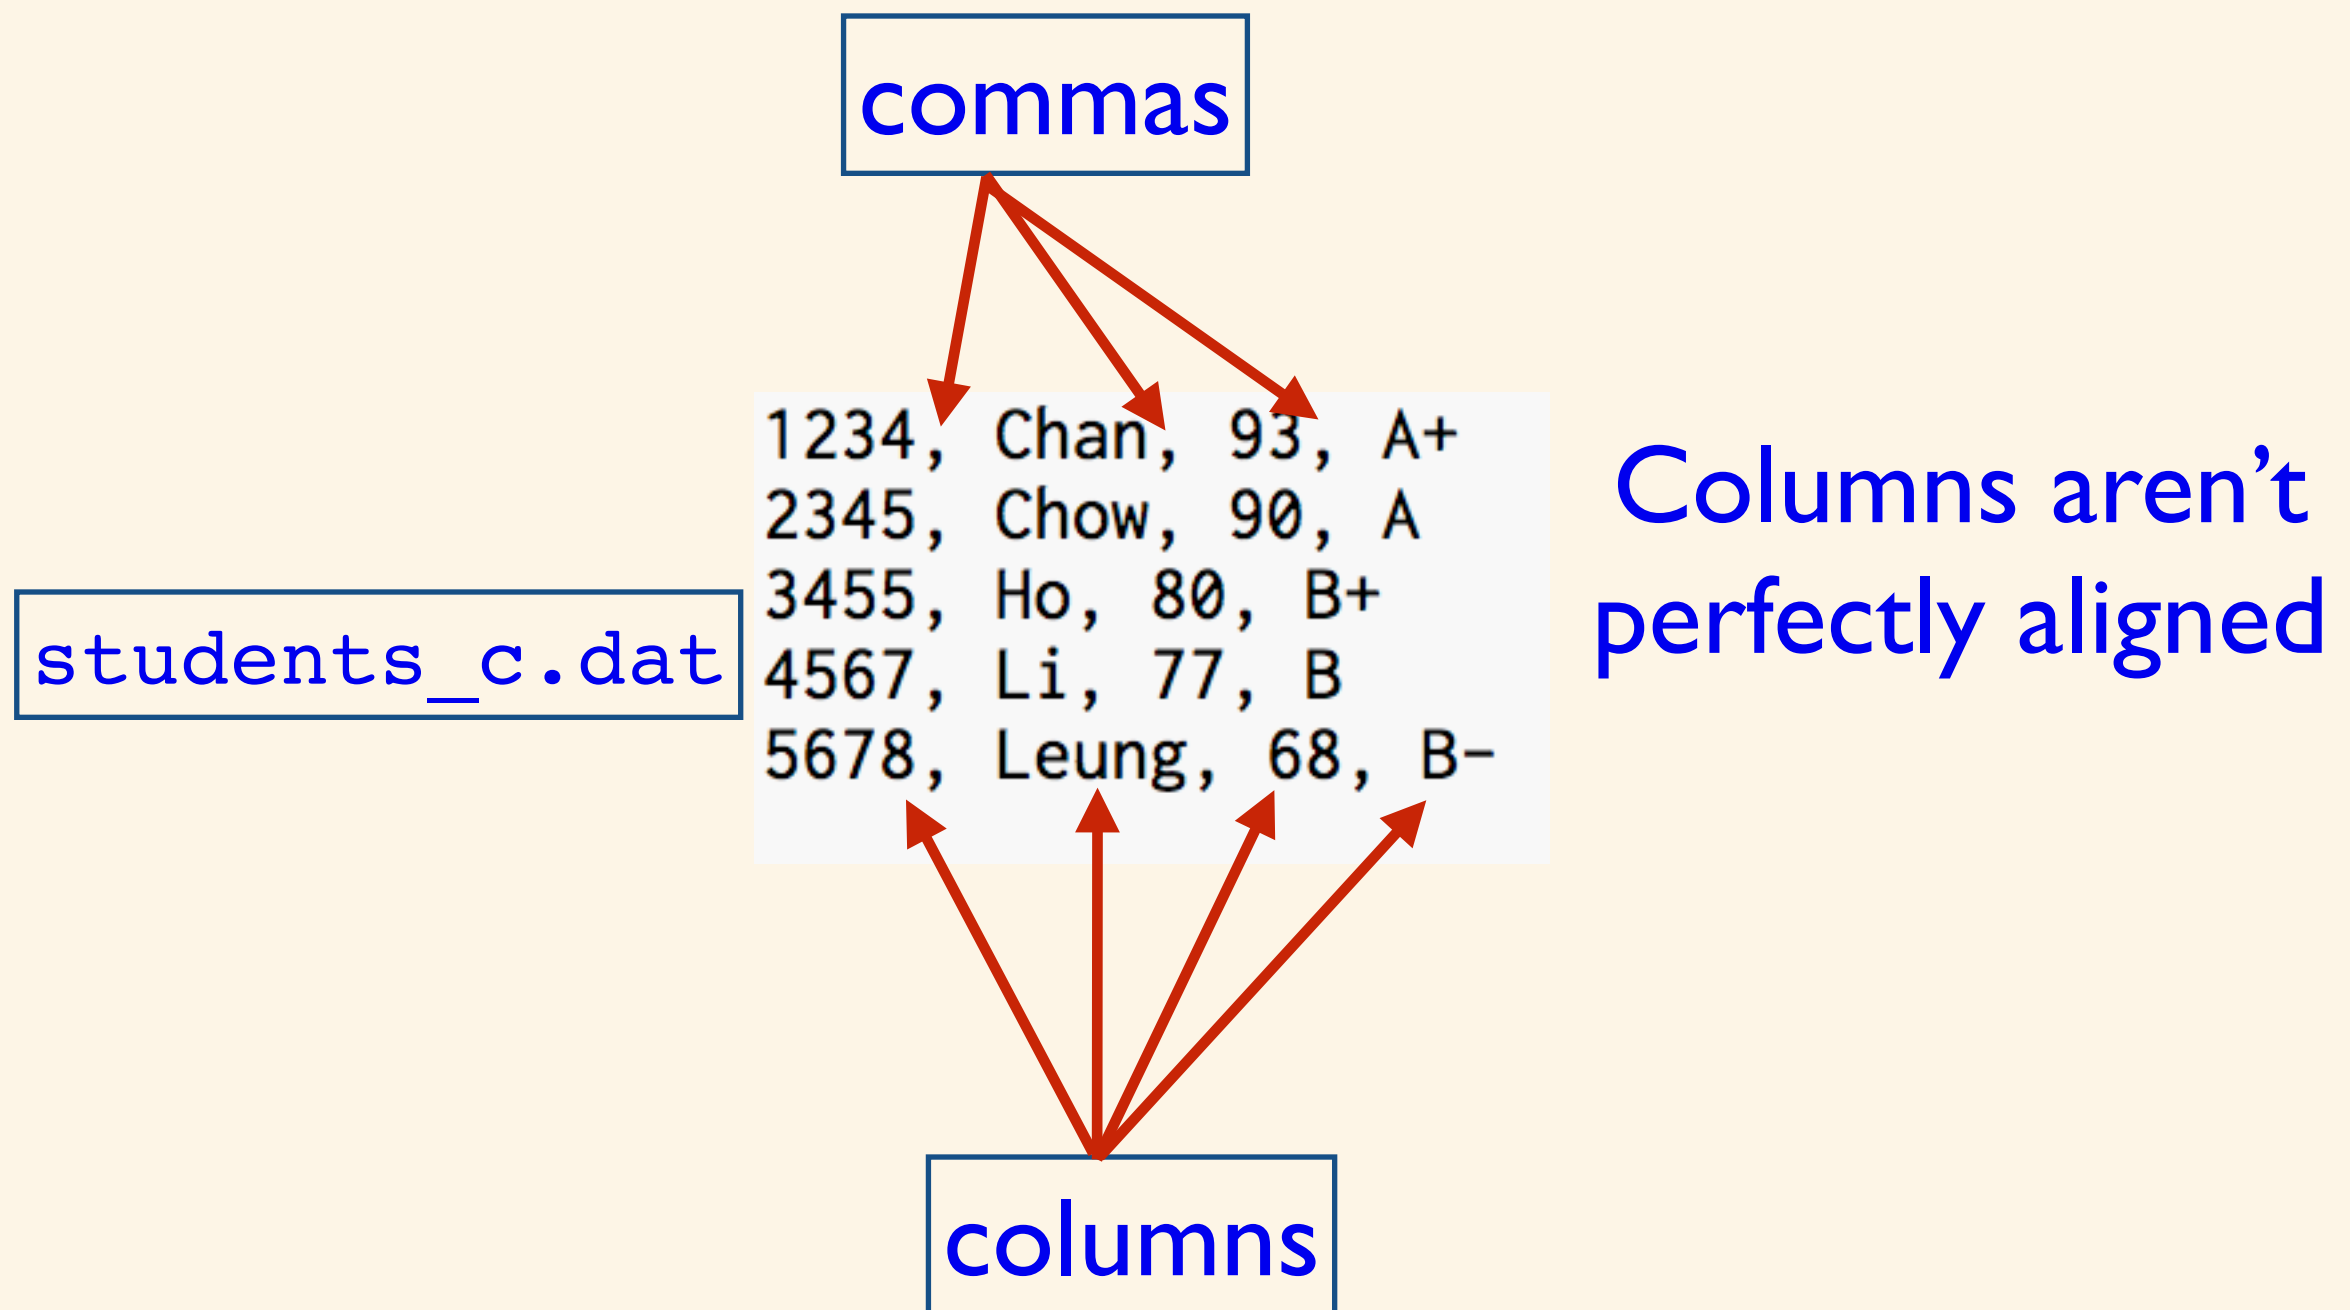 commas
1234, Chan, 93, A+
2345, Chow, 90, A
3455, Ho, 80, B+
4567, Li, 77, B
5678, Leung, 68, B-
students_c.dat
Columns aren’t
perfectly aligned
columns